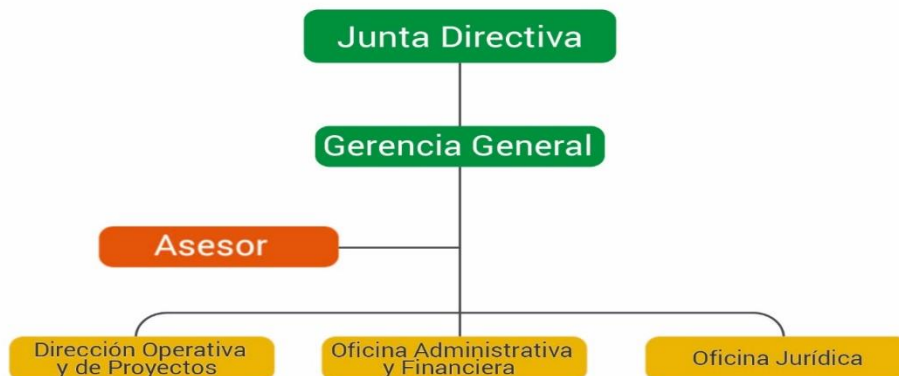 Junta Directiva
Gerencia General
Asesor
Dirección Operativa
y de Proyectos
Oficina Administrativa
y Financiera
Oficina Jurídica